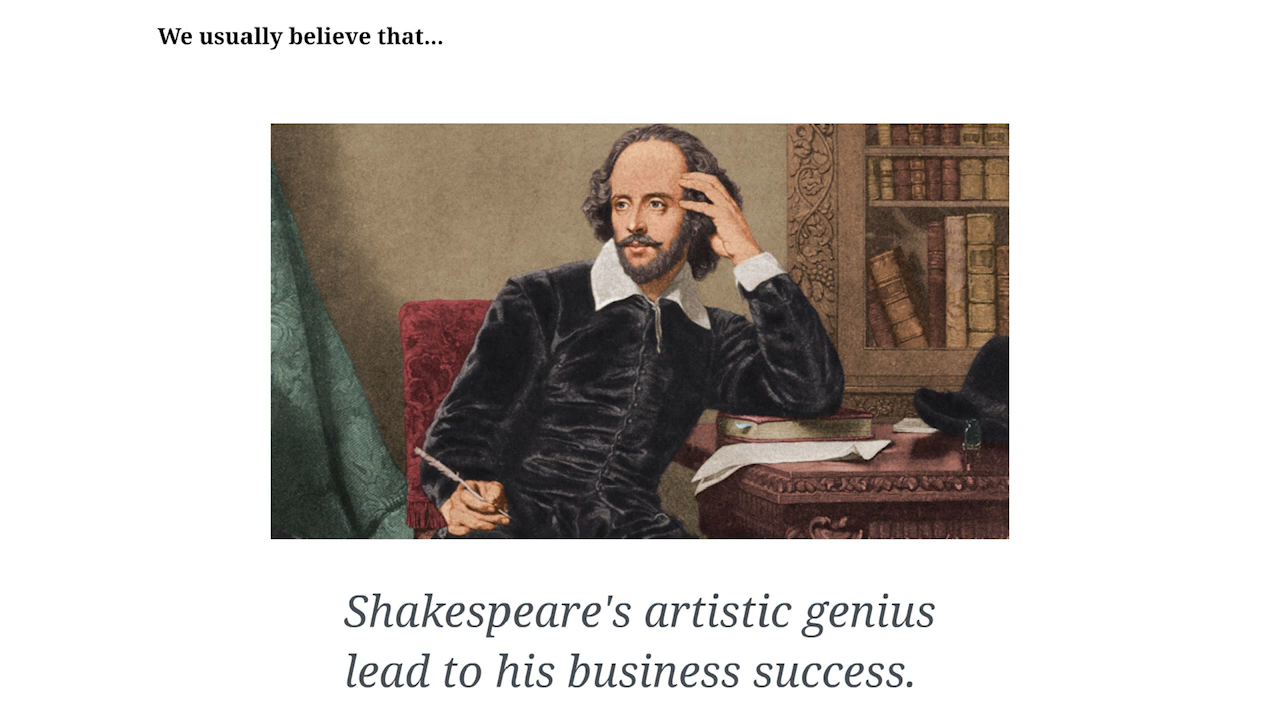 We usually believe that...
Shakespeare's artistic genius
lead to his business success.